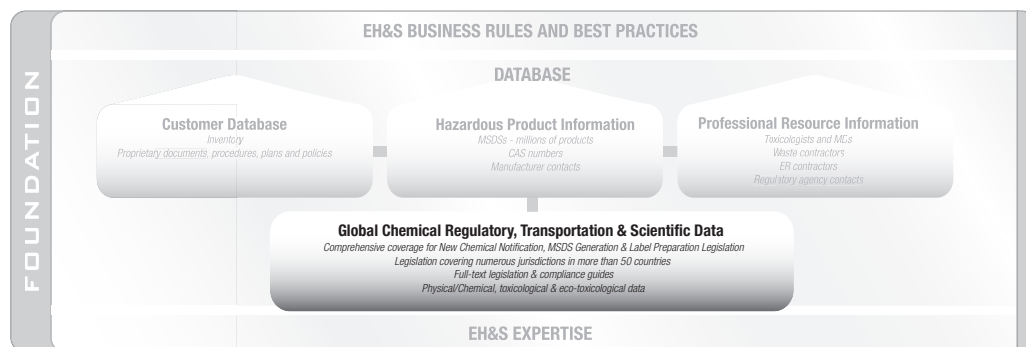 FOUNDATION
EH&S BUSINESS RULES AND BEST PRACTICES
DATABASE
Customer Database
Inventory
Proprietary documents, procedures, plans and policies
Hazardous Product Information
MSDSs - millions of products
CAS numbers
Manufacturer contacts
Professional Resource Information
Toxicologists and MDs
Waste contractors
ER contractors
Regulatory agency contacts
Global Chemical Regulatory, Transportation & Scientific Data
Comprehensive coverage for New Chemical Notification, MSDS Generation & Label Preparation Legislation
Legislation covering numerous jurisdictions in more than 50 countries
Full-text legislation & compliance guides
Physical/Chemical, toxicological & eco-toxicological data
EH&S EXPERTISE